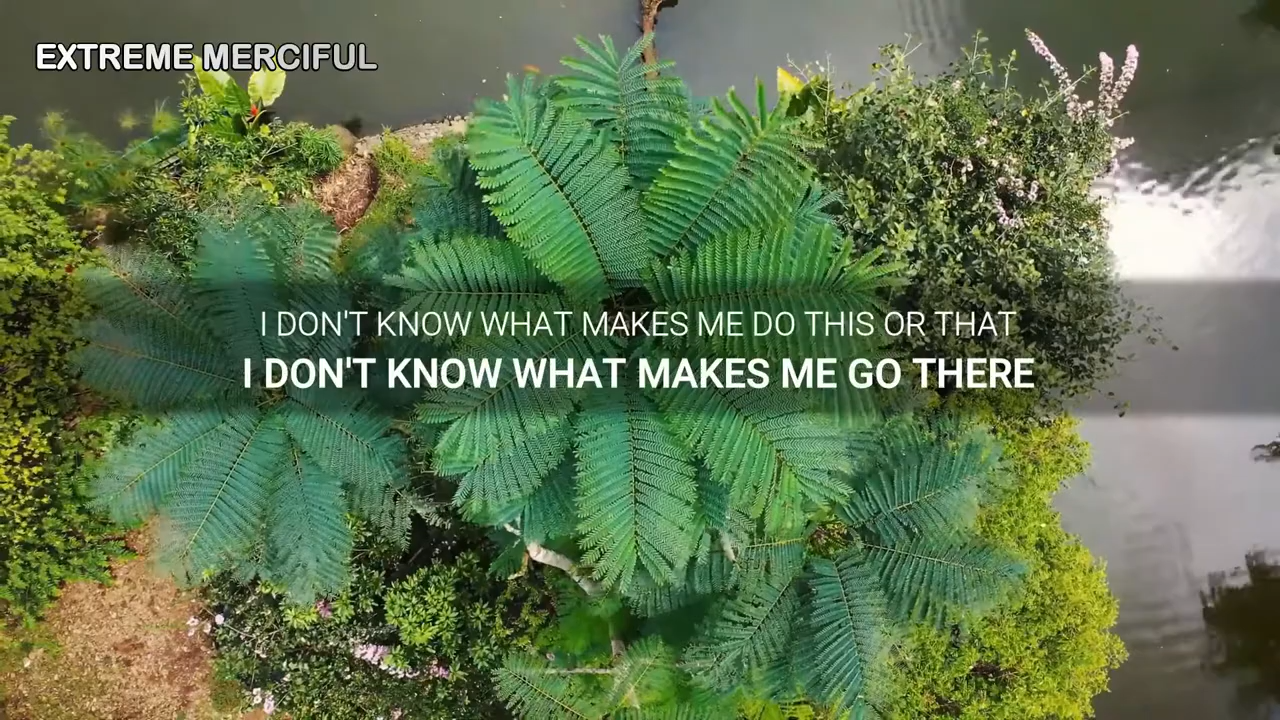 EXTREME MERCIFUL
I DON'T KNOW WHAT MAKES ME DO THIS OR THAT
I DON'T KNOW WHAT MAKES ME GO THERE